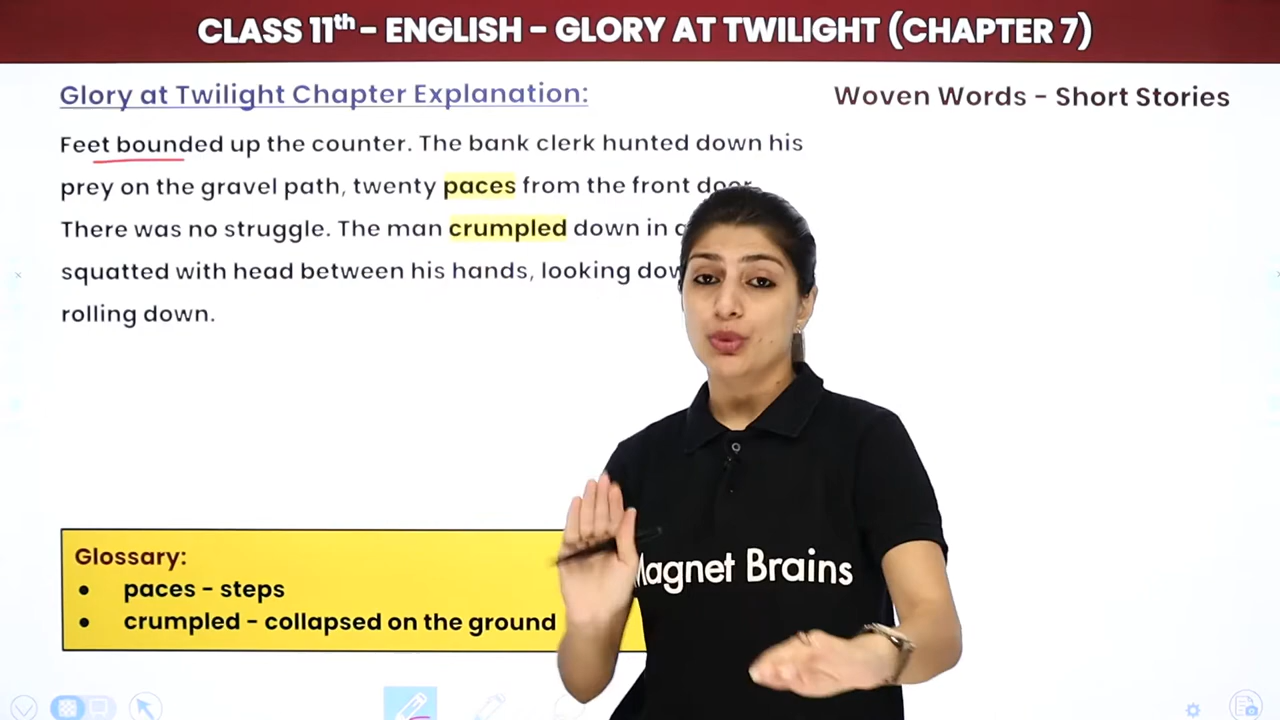 CLASS 11th - ENGLISH - GLORY AT TWILIGHT (CHAPTER 7)
Glory at Twilight Chapter Explanation:
Woven Words - Short Stories
Feet bounded up the counter. The bank clerk hunted down his
prey on the gravel path, twenty paces from the front door.
There was no struggle. The man crumpled down in a
squatted with head between his hands, looking
rolling down.
Glossary:
● paces - steps
● crumpled - collapsed on the ground
Magnet Brains